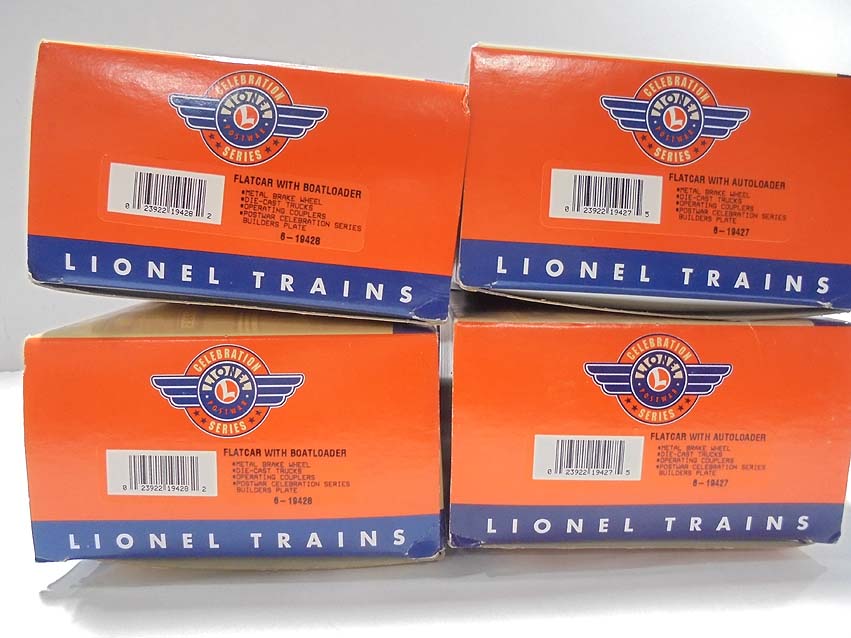 CELEBRATION
LIONEL
L
POSTWAR
SERIES
FLATCAR WITH BOATLOADER
*METAL BRAKE WHEEL
*DIE-CAST TRUCKS
*OPERATING COUPLERS
*POSTWAR CELEBRATION SERIES
BUILDERS PLATE
6-19428
0 23922 19428 2
LIONEL TRAINS
CELEBRATION
LIONEL
L
POSTWAR
SERIES
FLATCAR WITH AUTOLOADER
*METAL BRAKE WHEEL
*DIE-CAST TRUCKS
*OPERATING COUPLERS
*POSTWAR CELEBRATION SERIES
BUILDERS PLATE
6-19427
0 23922 19427 5
LIONEL TRAINS
CELEBRATION
LIONEL
L
POSTWAR
SERIES
FLATCAR WITH BOATLOADER
*METAL BRAKE WHEEL
*DIE-CAST TRUCKS
*OPERATING COUPLERS
*POSTWAR CELEBRATION SERIES
BUILDERS PLATE
6-19428
0 23922 19428 2
LIONEL TRAINS
CELEBRATION
LIONEL
L
POSTWAR
SERIES
FLATCAR WITH AUTOLOADER
*METAL BRAKE WHEEL
*DIE-CAST TRUCKS
*OPERATING COUPLERS
*POSTWAR CELEBRATION SERIES
BUILDERS PLATE
6-19427
0 23922 19427 5
LIONEL TRAINS